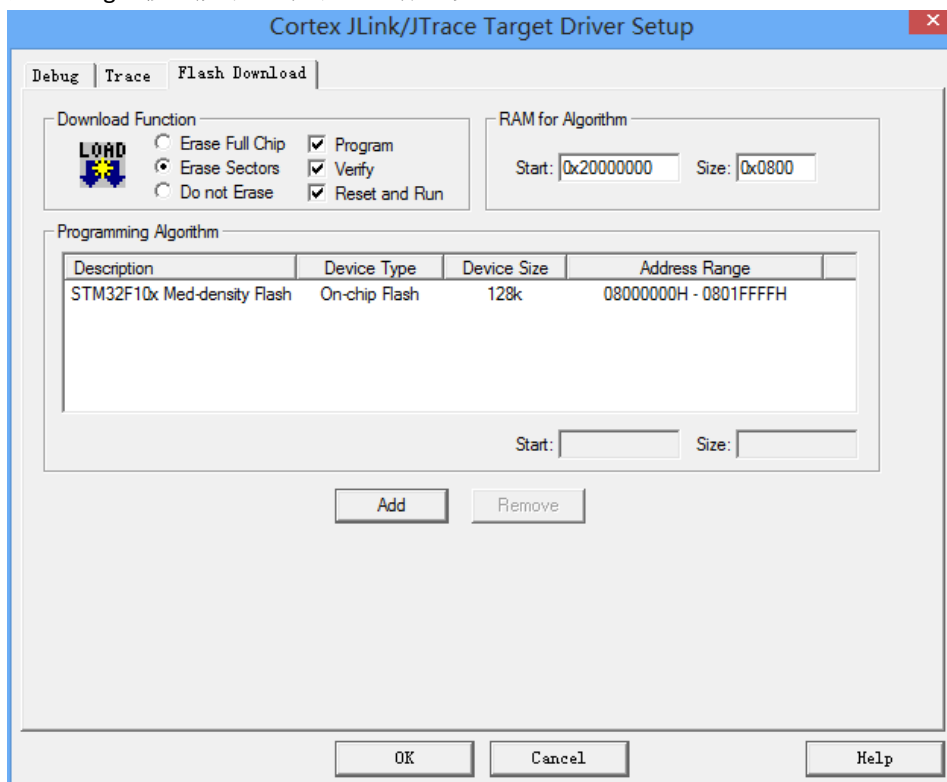 Cortex JLink/JTrace Target Driver Setup
Debug Trace Flash Download
Download Function
LOAD
Erase Full Chip
Erase Sectors
Do not Erase
Program
Verify
Reset and Run
RAM for Algorithm
Start: 0x20000000 Size: 0x0800
Programming Algorithm
Description Device Type Device Size Address Range
STM32F10x Med-density Flash On-chip Flash 128k 08000000H - 0801FFFFH
Start: Size:
Add Remove
OK Cancel Help